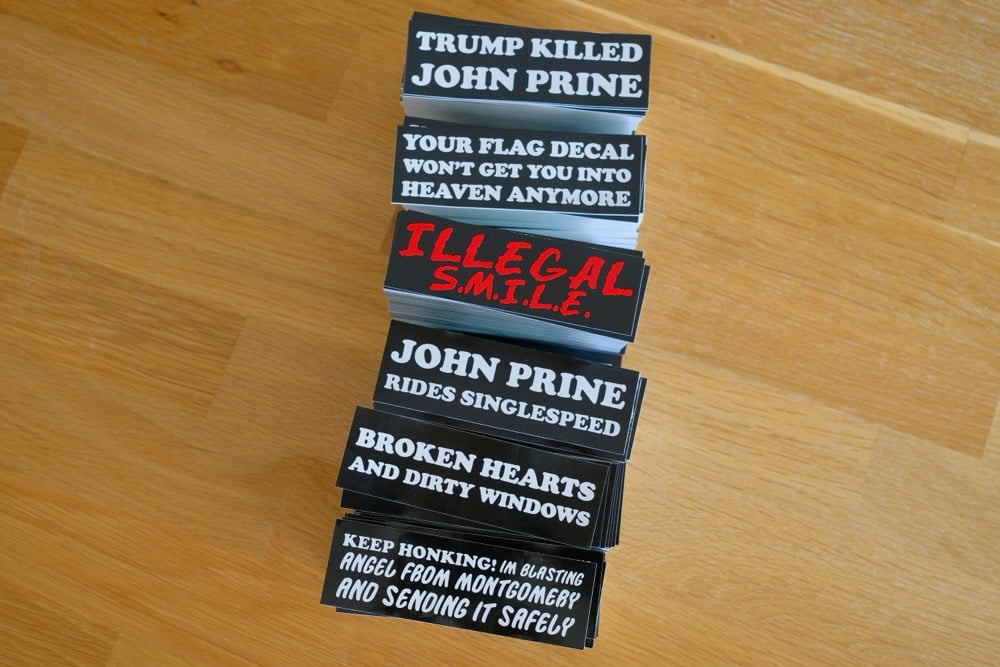 TRUMP KILLED
JOHN PRINE
YOUR FLAG DECAL
WON'T GET YOU INTO
HEAVEN ANYMORE
ILLEGAL
S.M.I.L.E.
JOHN PRINE
RIDES SINGLESPEED
BROKEN HEARTS
AND DIRTY WINDOWS
KEEP HONKING! IM BLASTING
ANGEL FROM MONTGOMERY
AND SENDING IT SAFELY